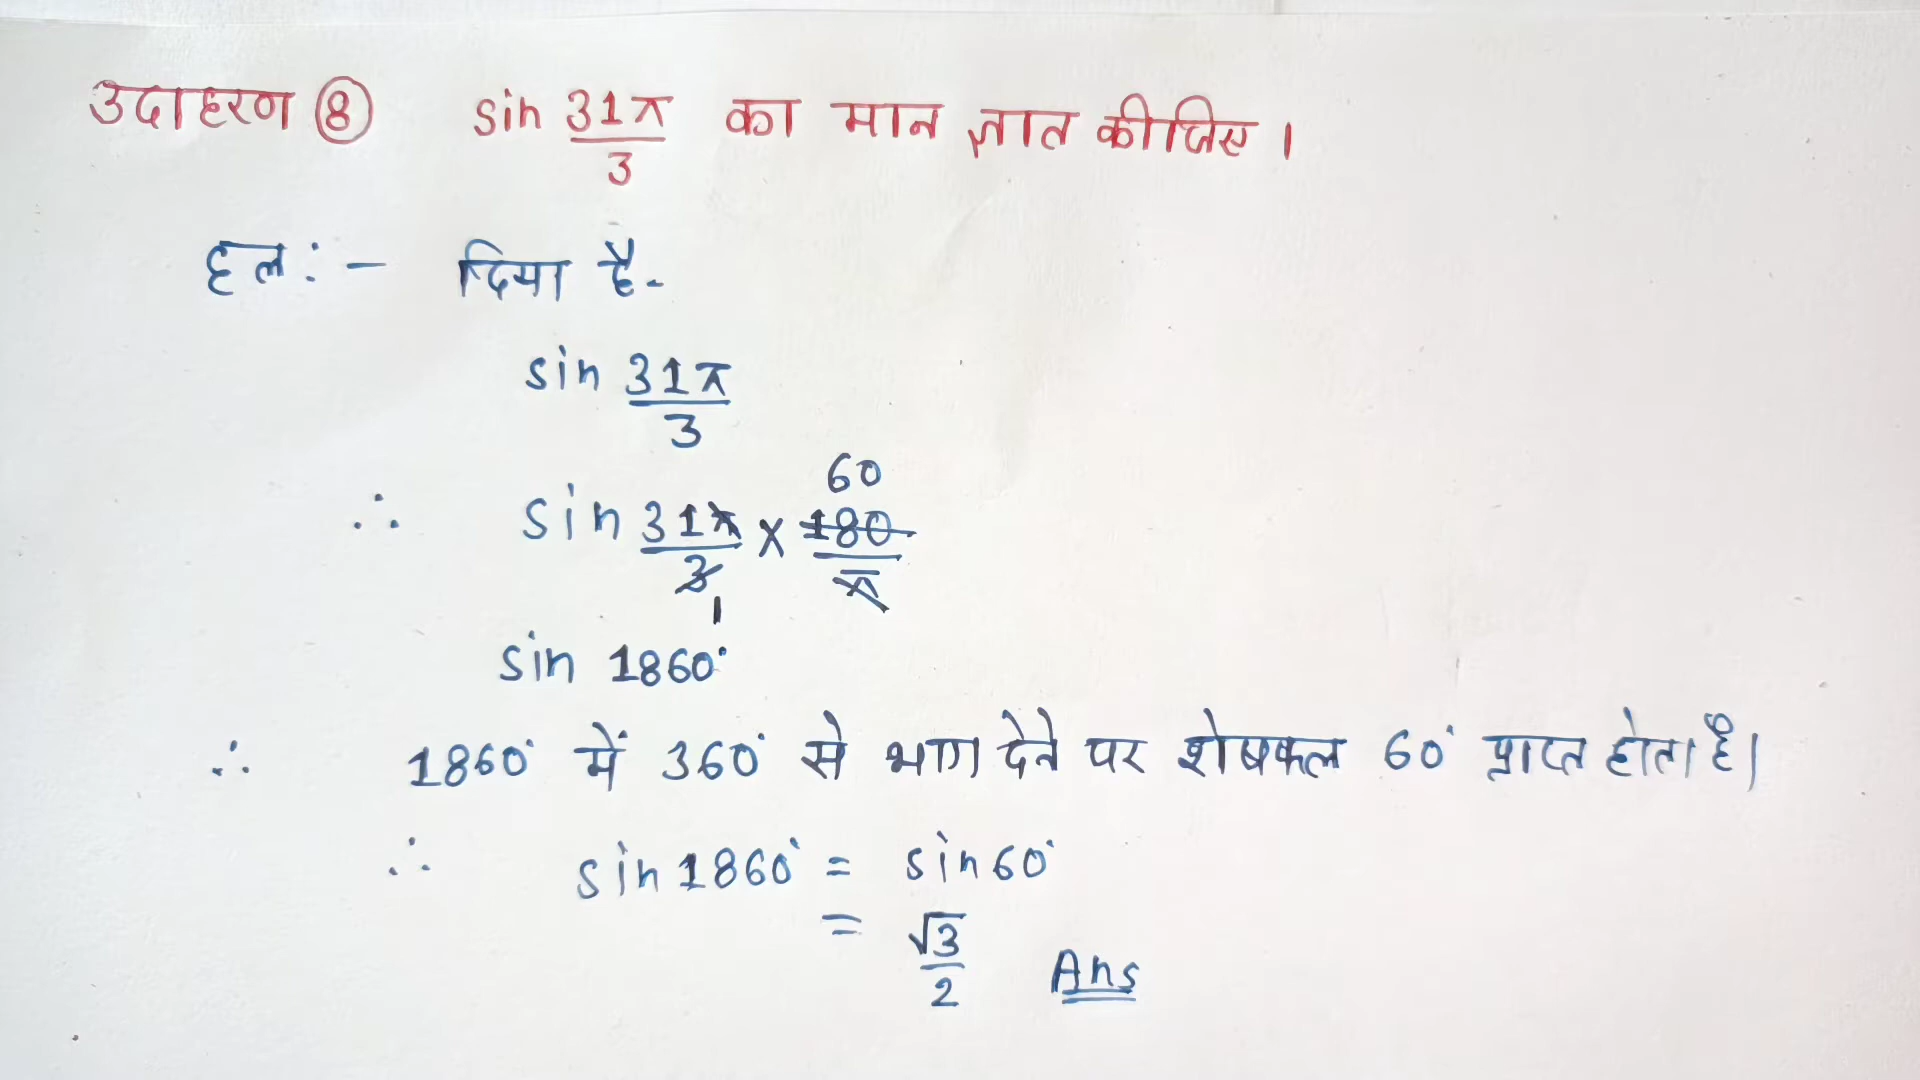 उदाहरण ⑧ sin 31π/3 का मान ज्ञात कीजिए।
हल:- दिया है-
sin 31π/3
∴ sin 31π/3 × 180/π 60 1
sin 1860°
∴ 1860° में 360° से भाग देने पर शेषफल 60° प्राप्त होता है।
∴ sin 1860° = sin 60°
= √3/2 Ans